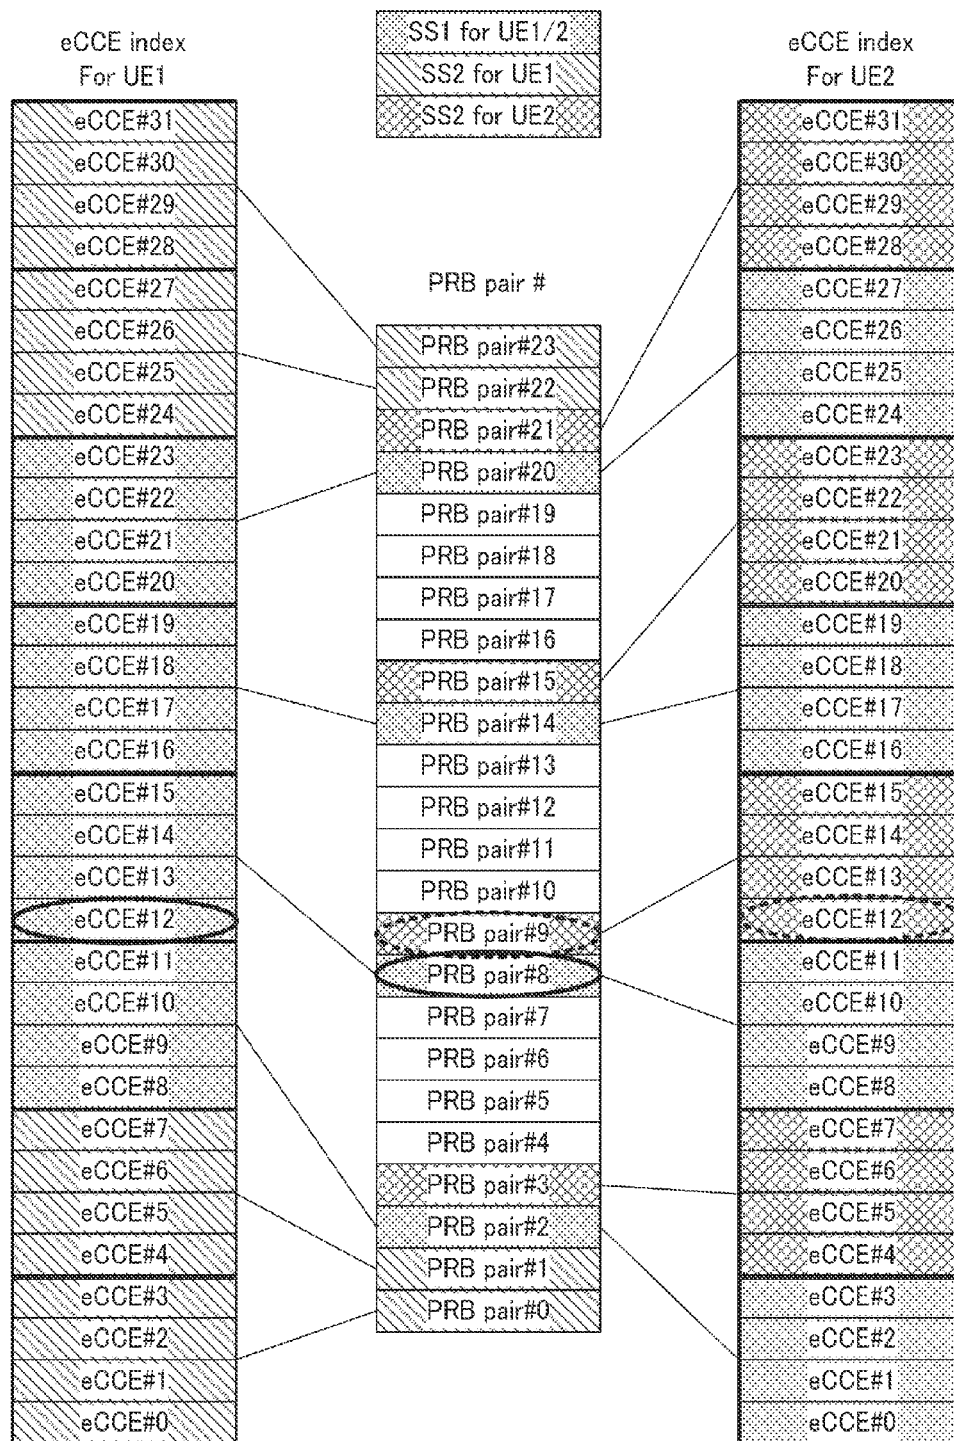 eCCE index
For UE1
eCCE#31
eCCE#30
eCCE#29
eCCE#28
eCCE#27
eCCE#26
eCCE#25
eCCE#24
eCCE#23
eCCE#22
eCCE#21
eCCE#20
eCCE#19
eCCE#18
eCCE#17
eCCE#16
eCCE#15
eCCE#14
eCCE#13
eCCE#12
eCCE#11
eCCE#10
eCCE#9
eCCE#8
eCCE#7
eCCE#6
eCCE#5
eCCE#4
eCCE#3
eCCE#2
eCCE#1
eCCE#0
SS1 for UE1/2
SS2 for UE1
SS2 for UE2
PRB pair #
PRB pair#23
PRB pair#22
PRB pair#21
PRB pair#20
PRB pair#19
PRB pair#18
PRB pair#17
PRB pair#16
PRB pair#15
PRB pair#14
PRB pair#13
PRB pair#12
PRB pair#11
PRB pair#10
PRB pair#9
PRB pair#8
PRB pair#7
PRB pair#6
PRB pair#5
PRB pair#4
PRB pair#3
PRB pair#2
PRB pair#1
PRB pair#0
eCCE index
For UE2
eCCE#31
eCCE#30
eCCE#29
eCCE#28
eCCE#27
eCCE#26
eCCE#25
eCCE#24
eCCE#23
eCCE#22
eCCE#21
eCCE#20
eCCE#19
eCCE#18
eCCE#17
eCCE#16
eCCE#15
eCCE#14
eCCE#13
eCCE#12
eCCE#11
eCCE#10
eCCE#9
eCCE#8
eCCE#7
eCCE#6
eCCE#5
eCCE#4
eCCE#3
eCCE#2
eCCE#1
eCCE#0